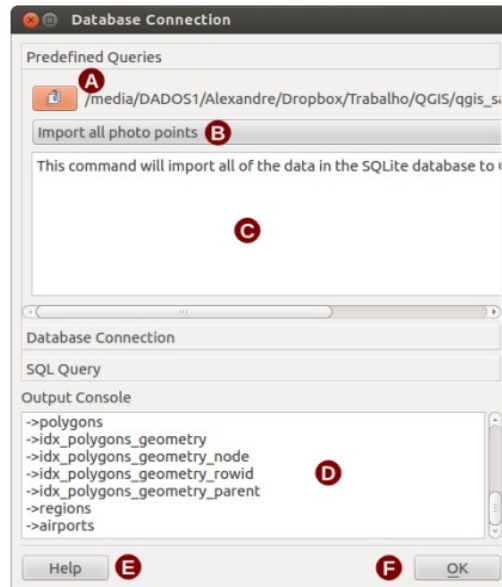 Database Connection
Predefined Queries
A
/media/DADOS1/Alexandre/Dropbox/Trabalho/QGIS/qgis_sa
Import all photo points B
This command will import all of the data in the SQLite database to
C
Database Connection
SQL Query
Output Console
->polygons
->idx_polygons_geometry
->idx_polygons_geometry_node
->idx_polygons_geometry_rowid
->idx_polygons_geometry_parent
->regions
->airports
D
Help E F OK